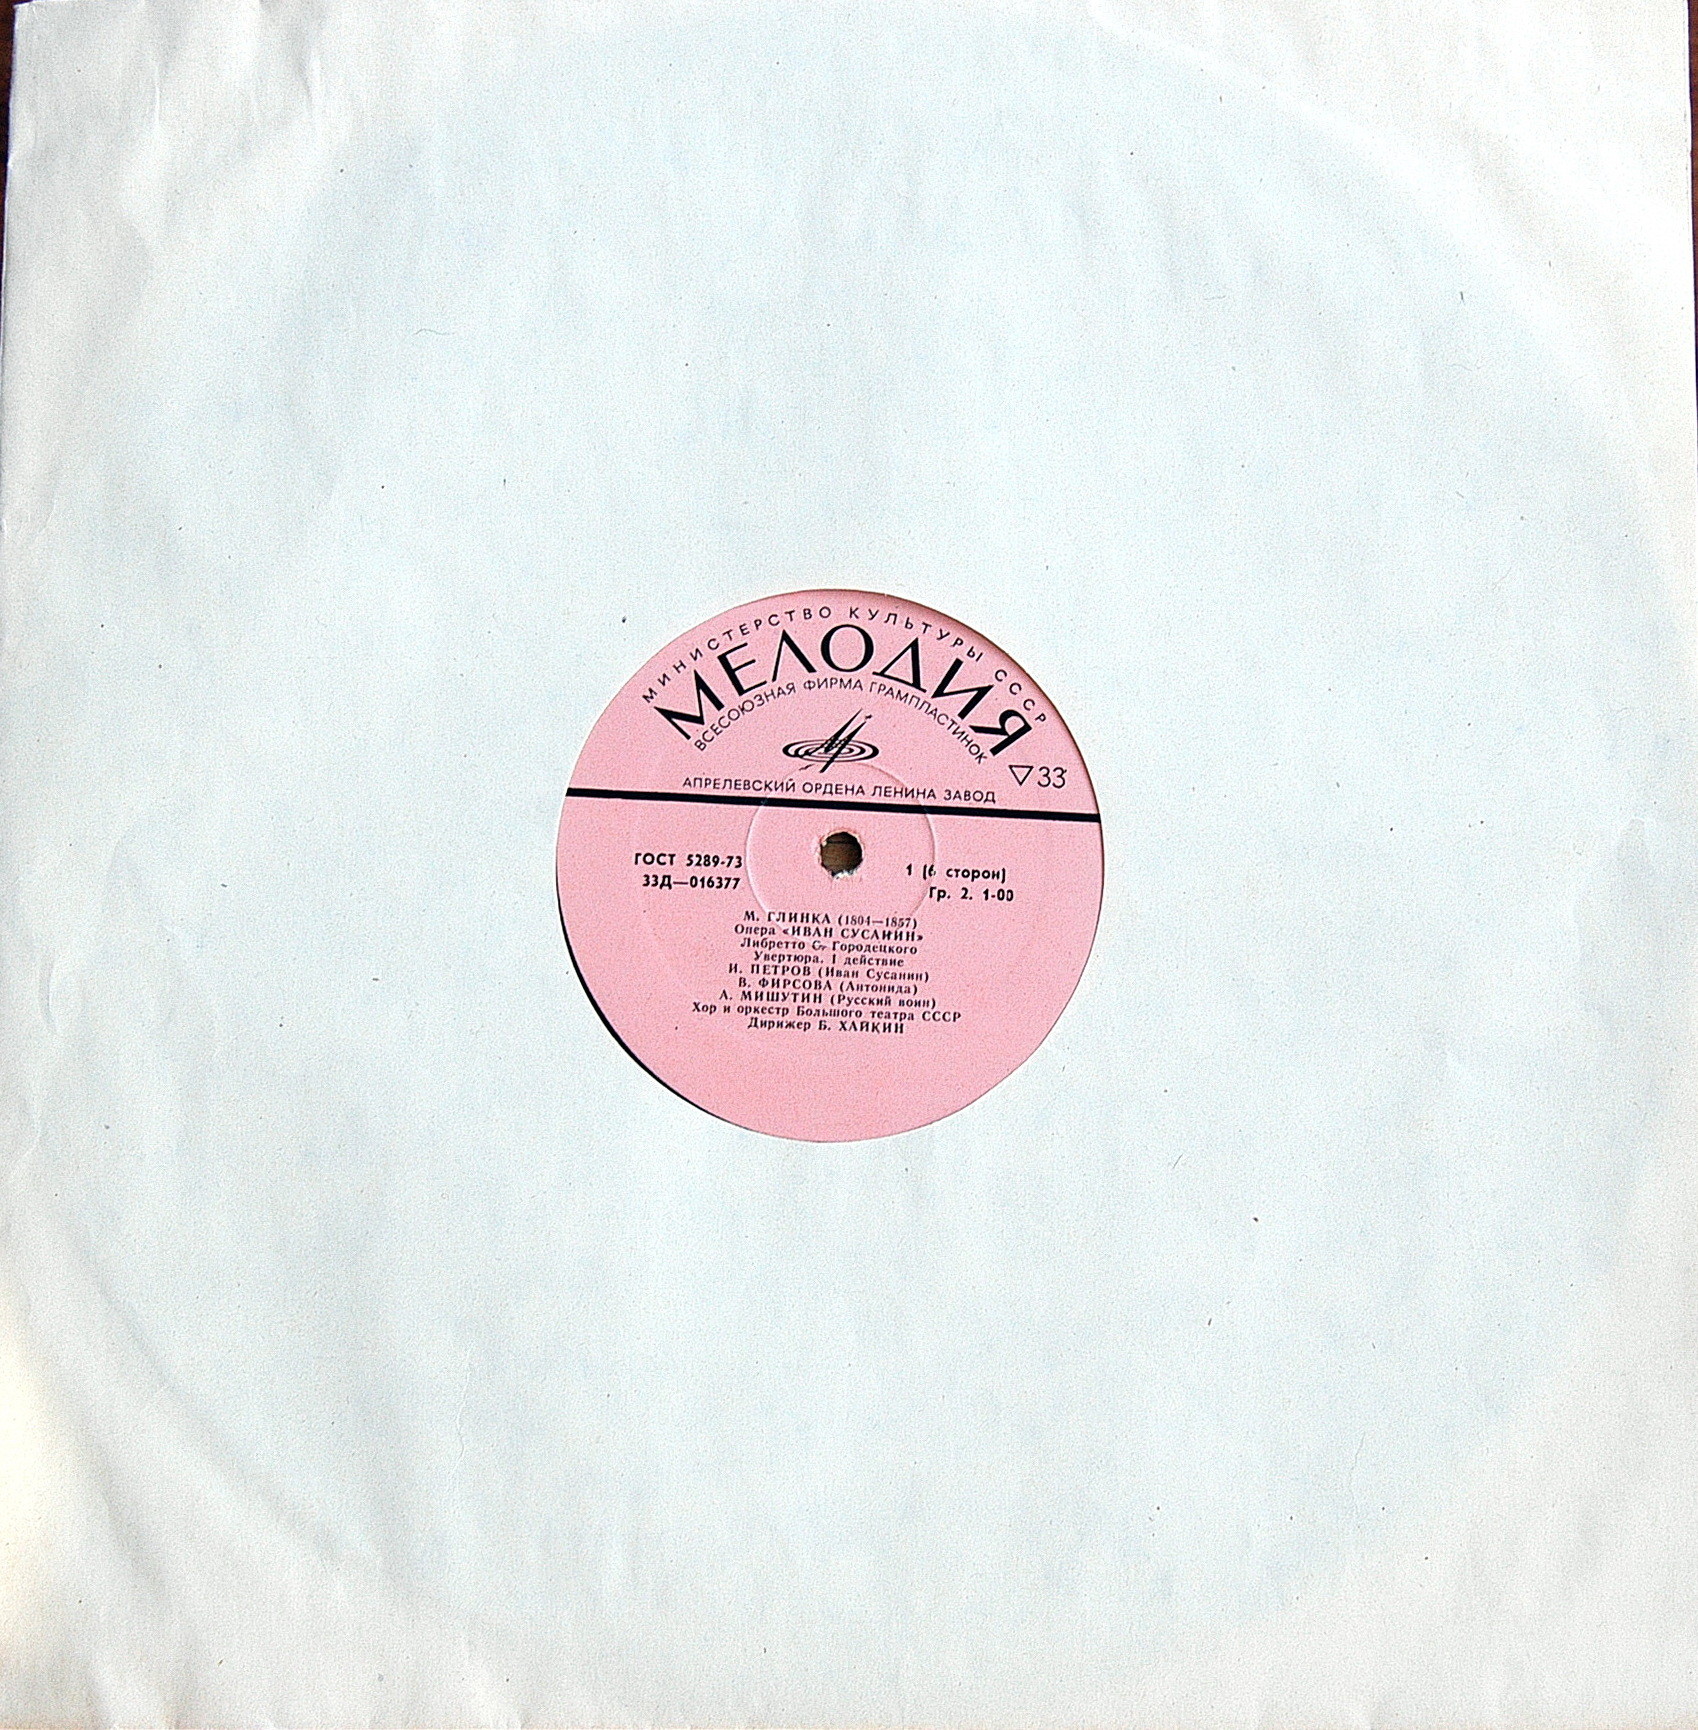 МИНИСТЕРСТВО КУЛЬТУРЫ СССР
МЕЛОДИЯ
ВСЕСОЮЗНАЯ ФИРМА ГРАМПЛАСТИНОК
▽33
АПРЕЛЕВСКИЙ ОРДЕНА ЛЕНИНА ЗАВОД
ГОСТ 5289-73
33Д—016377
1 (6 сторон)
Гр. 2. 1-00
М. ГЛИНКА (1804—1857)
Опера «ИВАН СУСАНИН»
Либретто С. Городецкого
Увертюра. I действие
И. ПЕТРОВ (Иван Сусанин)
В. ФИРСОВА (Антонида)
А. МИШУТИН (Русский воин)
Хор и оркестр Большого театра СССР
Дирижер Б. ХАЙКИН